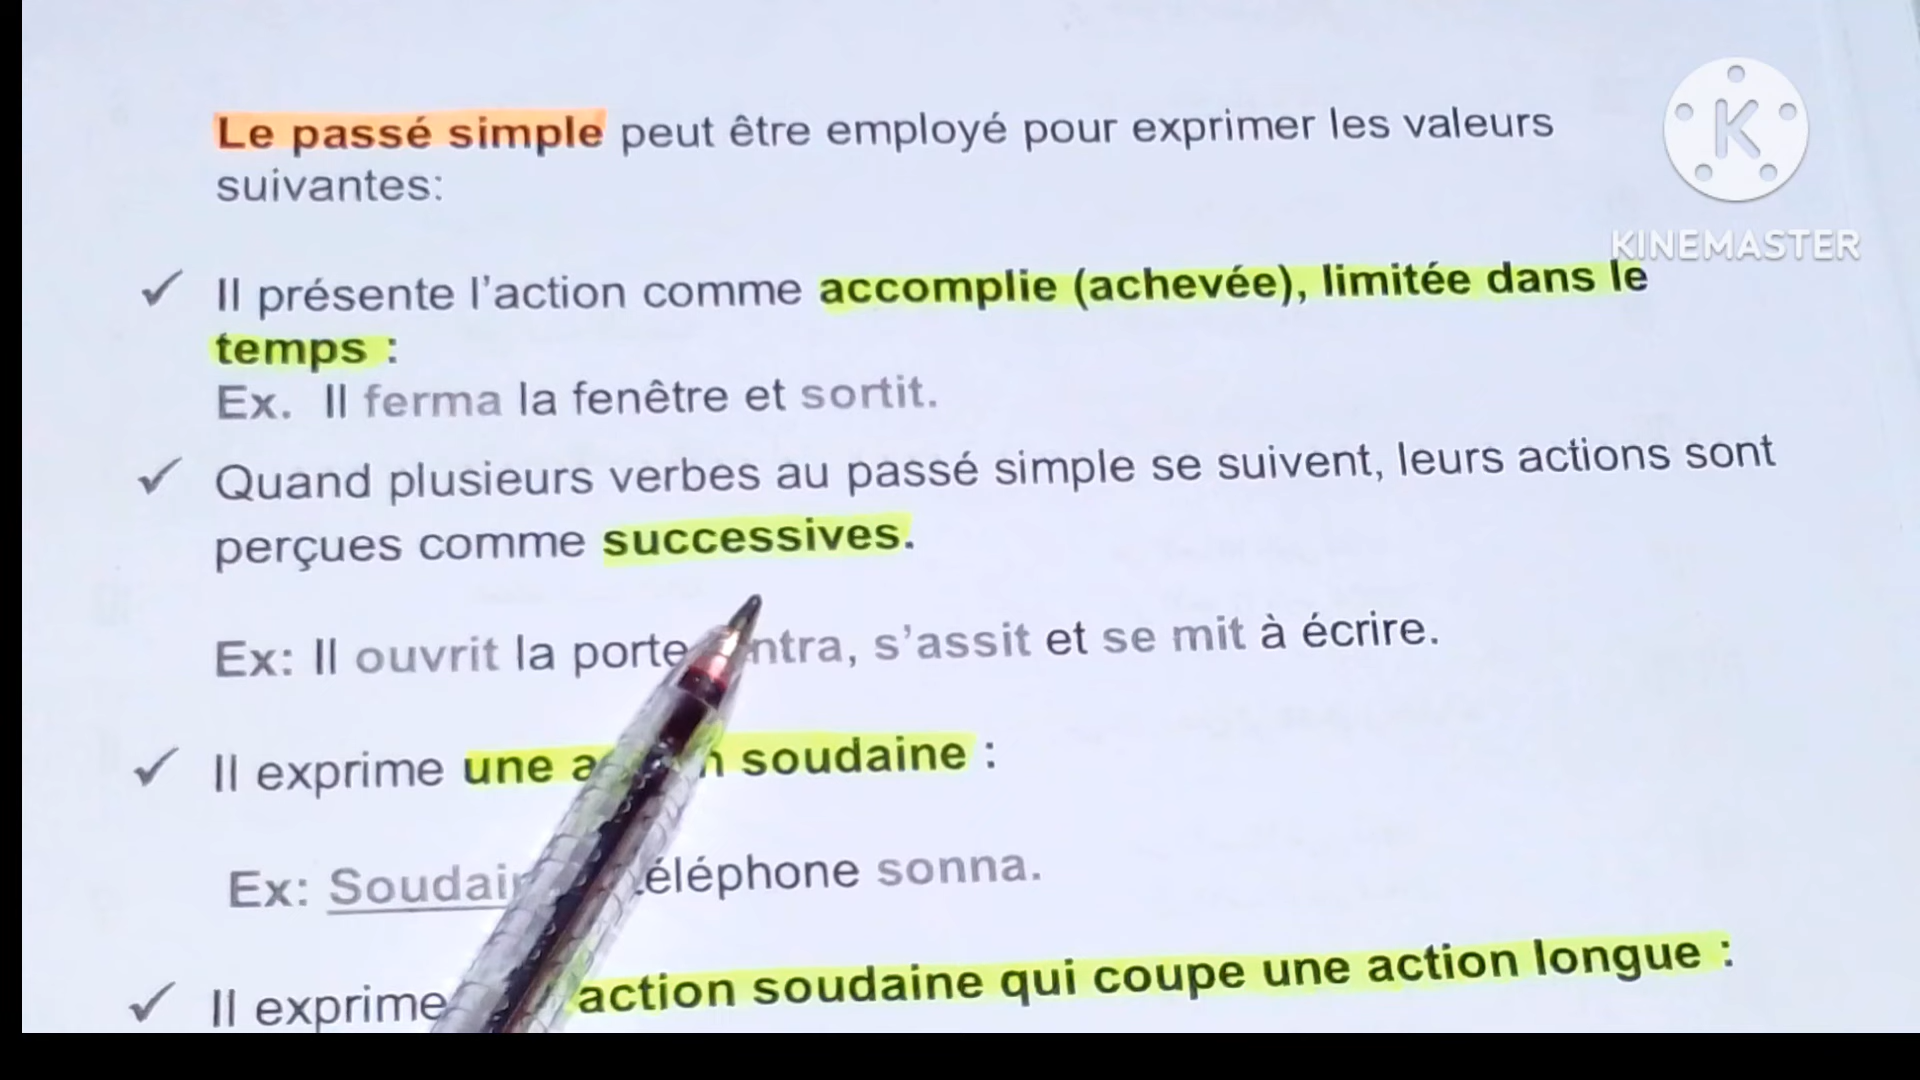 Le passé simple peut être employé pour exprimer les valeurs
suivantes:
K
KINEMASTER
✓ Il présente l'action comme accomplie (achevée), limitée dans le
temps :
Ex. Il ferma la fenêtre et sortit.
✓ Quand plusieurs verbes au passé simple se suivent, leurs actions sont
perçues comme successives.
Ex: Il ouvrit la porte s'assit et se mit à écrire.
✓ Il exprime une soudaine :
Ex: sonna.
✓ Il exprime action soudaine qui coupe une action longue :